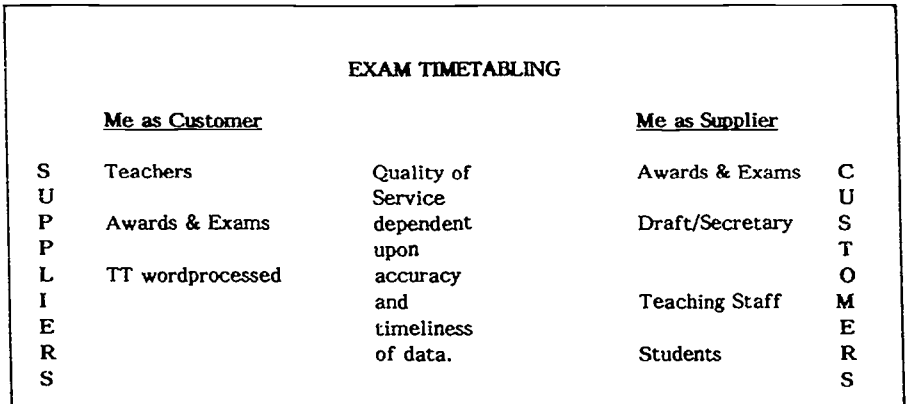 EXAM TIMETABLING
Me as Customer Me as Supplier
S Teachers Quality of Awards & Exams C
U Service U
P Awards & Exams dependent Draft/Secretary S
P upon T
L TT wordprocessed accuracy O
I and Teaching Staff M
E timeliness E
R of data. Students R
S S